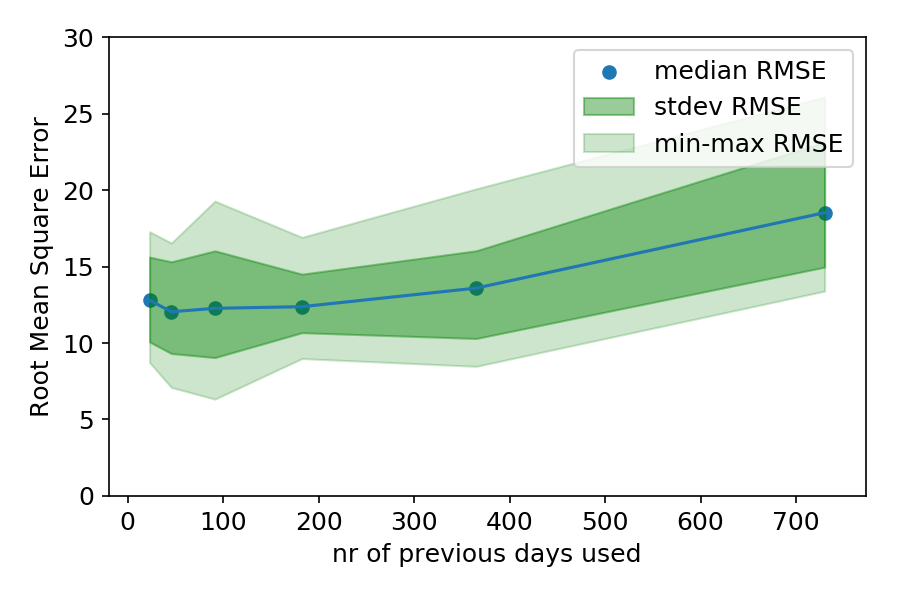 30
25
20
15
10
5
0
Root Mean Square Error
median RMSE
stdev RMSE
min-max RMSE
0 100 200 300 400 500 600 700
nr of previous days used